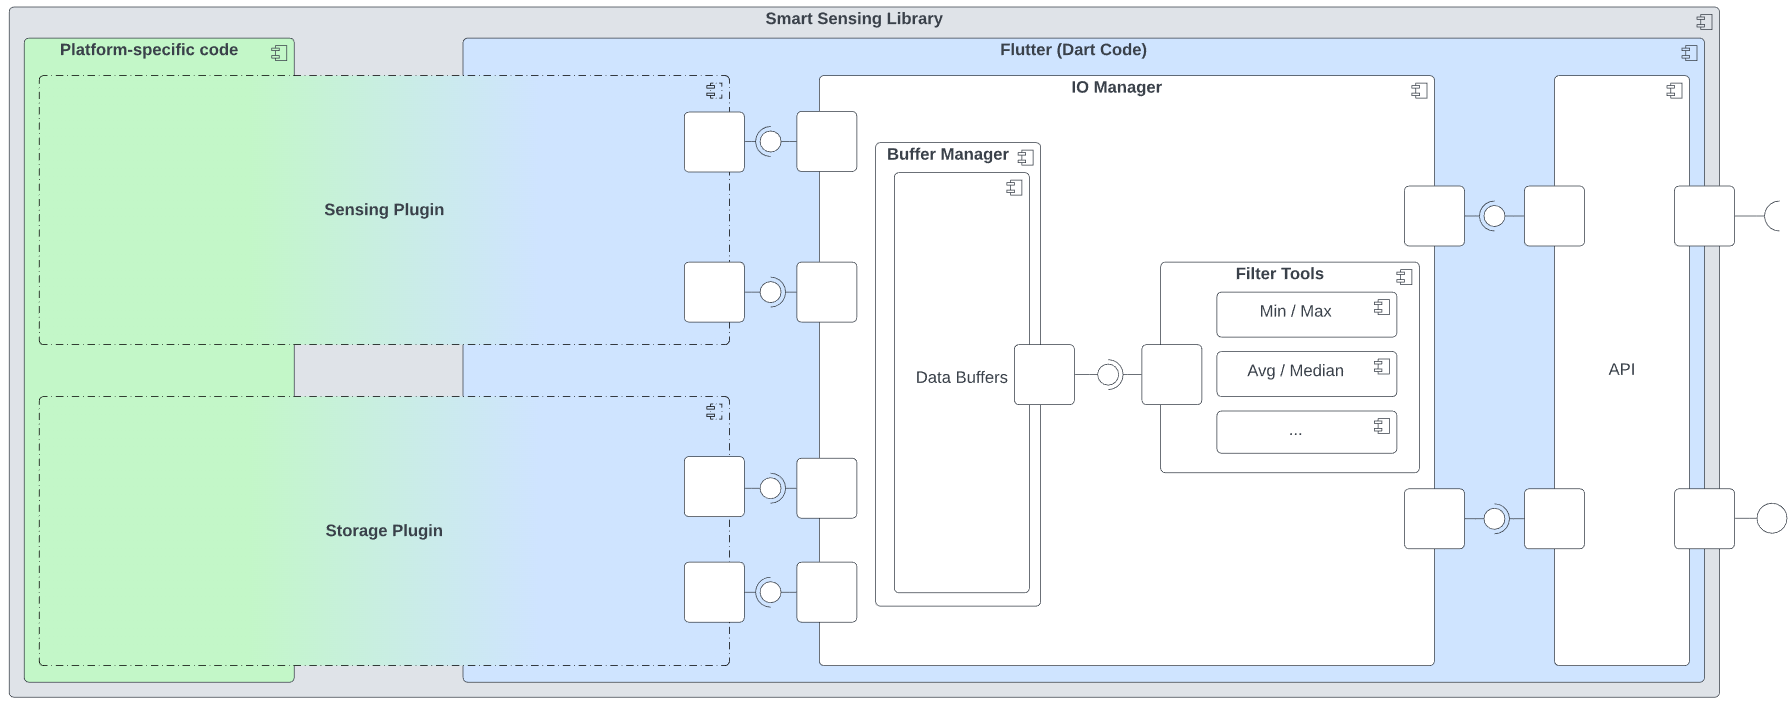 Smart Sensing Library
Platform-specific code
Flutter (Dart Code)
Sensing Plugin
Storage Plugin
IO Manager
Buffer Manager
Data Buffers
Filter Tools
Min / Max
Avg / Median
...
API